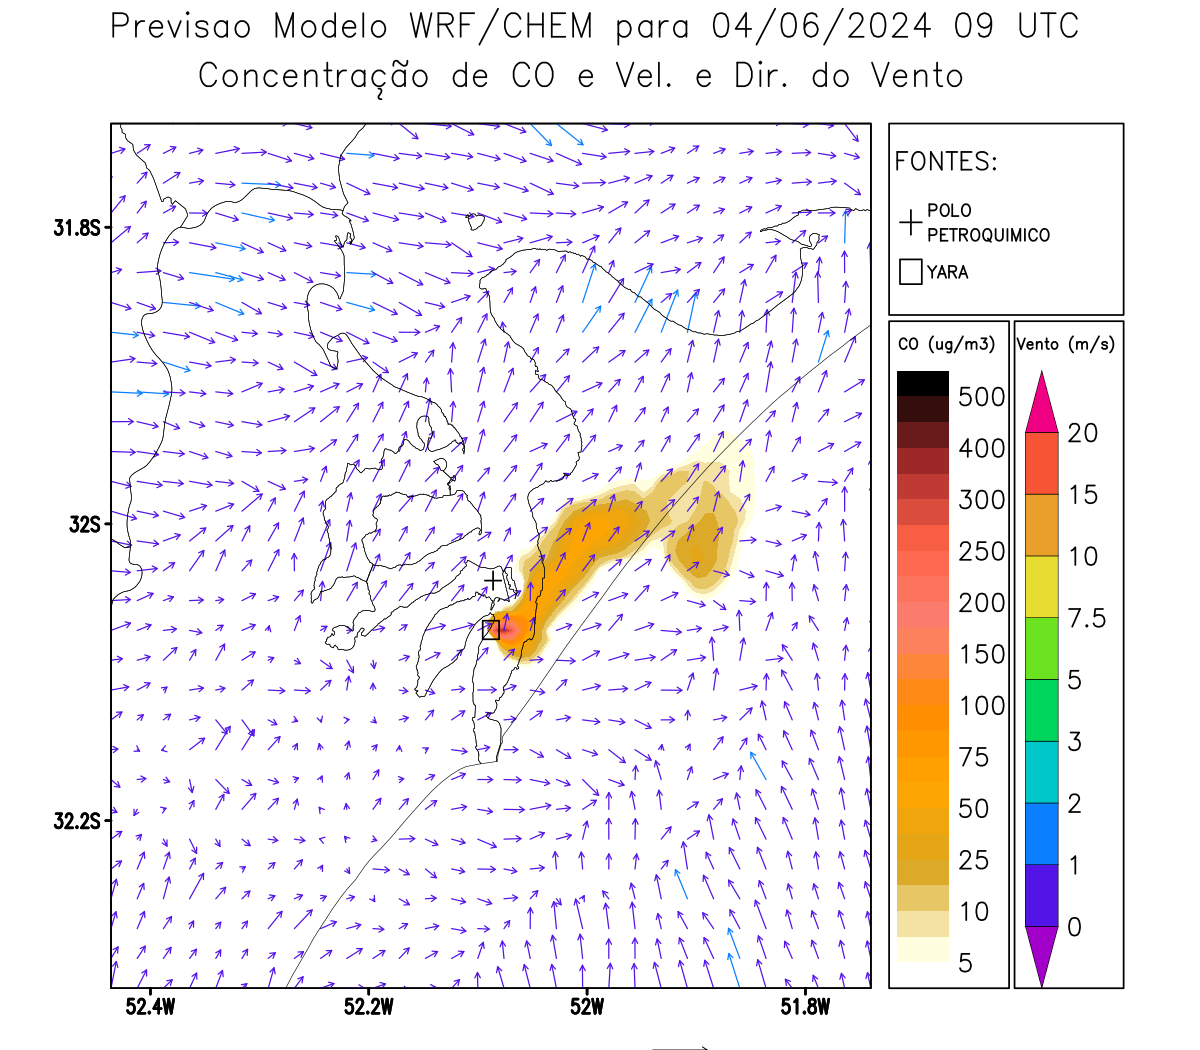 Previsao Modelo WRF/CHEM para 04/06/2024 09 UTC
Concentração de CO e Vel. e Dir. do Vento
FONTES:
POLO
PETROQUIMICO
YARA
31.8S
32S
32.2S
52.4W
52.2W
52W
51.8W
CO (ug/m3)
500
400
300
250
200
150
100
75
50
25
10
5
Vento (m/s)
20
15
10
7.5
5
3
2
1
0